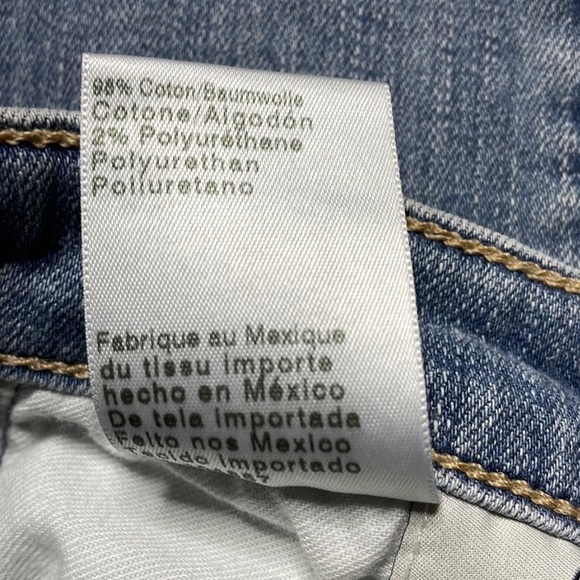 98% Coton/Baumwolle
Cotone/Algodón
2% Polyuréthane
Polyurethan
Poliuretano
Fabrique au Mexique
du tissu importe
hecho en México
De tela importada
Feito nos Mexico
Tecido Importado